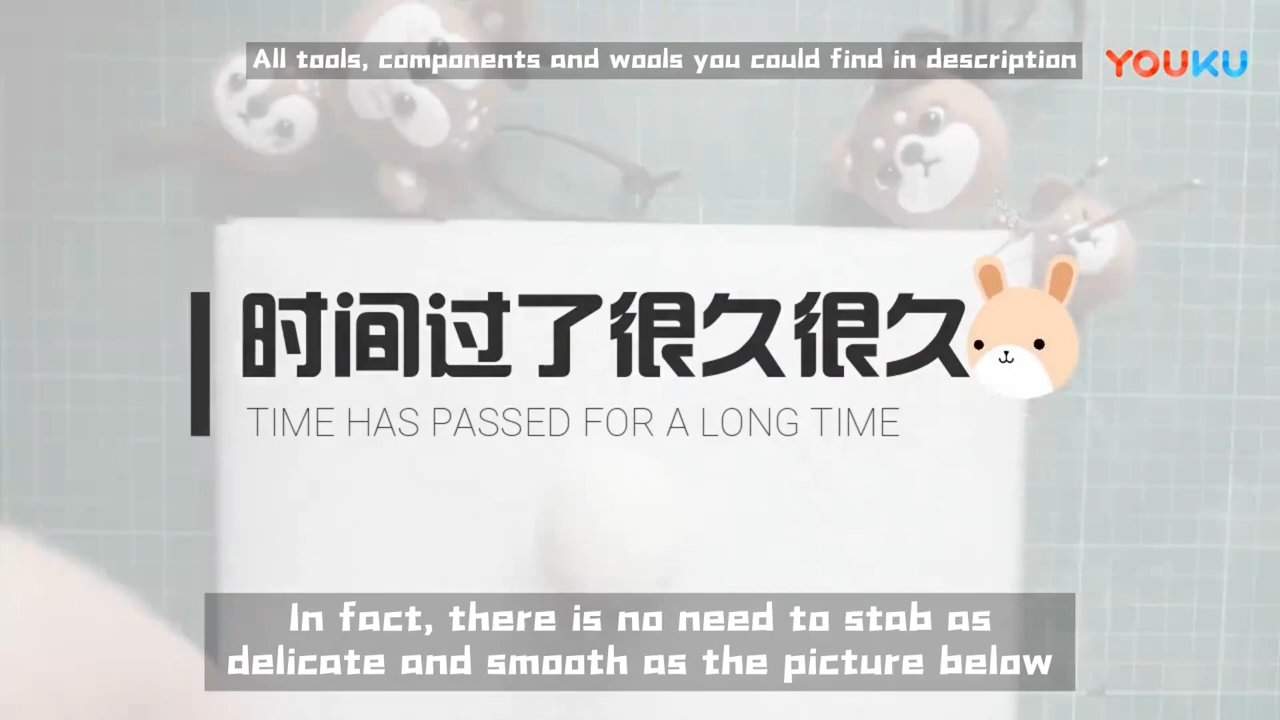 All tools, components and wools you could find in description
YOUKU
时间过了很久很久
TIME HAS PASSED FOR A LONG TIME
In fact, there is no need to stab as
delicate and smooth as the picture below